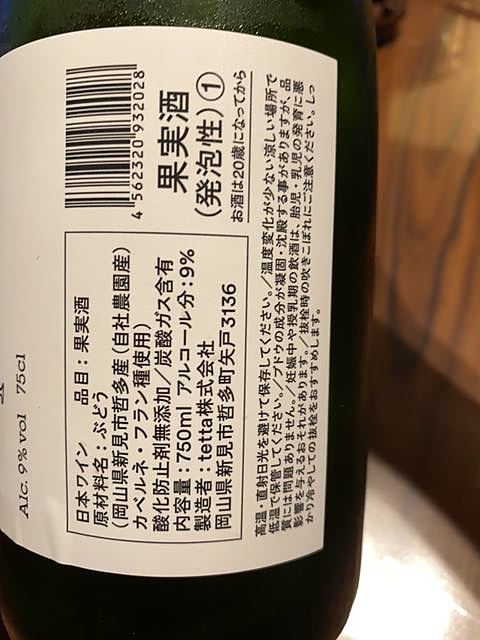 Alc. 9% vol 75cl
日本ワイン 品目：果実酒
原材料名：ぶどう
（岡山県新見市哲多産（自社農園産）
カベルネ・フラン種使用）
酸化防止剤無添加／炭酸ガス含有
内容量：750ml アルコール分：9%
製造者：tetta株式会社
岡山県新見市哲多町矢戸3136
4 562320 932028
果実酒
（発泡性）①
お酒は20歳になってから
高温・直射日光を避けて保存してください。／温度変化が少ない涼しい場所で
低温で保管してください。／ブドウの成分が凝固・沈殿する事がありますが、品
質には問題ありません。／妊娠中や授乳期の飲酒は、胎児・乳児の発育に悪
影響を与えるおそれがあります。／抜栓時の吹きこぼれにご注意ください。しっ
かり冷やしての抜栓をおすすめします。